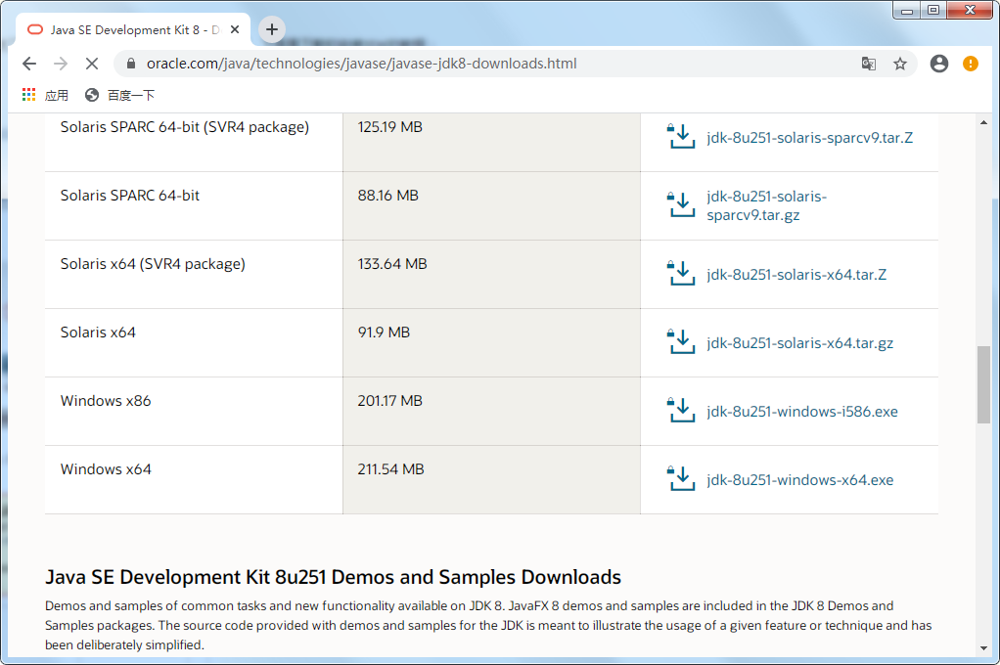 Java SE Development Kit 8 - D
oracle.com/java/technologies/javase/javase-jdk8-downloads.html
应用 百度一下
Solaris SPARC 64-bit (SVR4 package) 125.19 MB jdk-8u251-solaris-sparcv9.tar.Z
Solaris SPARC 64-bit 88.16 MB jdk-8u251-solaris-
sparcv9.tar.gz
Solaris x64 (SVR4 package) 133.64 MB jdk-8u251-solaris-x64.tar.Z
Solaris x64 91.9 MB jdk-8u251-solaris-x64.tar.gz
Windows x86 201.17 MB jdk-8u251-windows-i586.exe
Windows x64 211.54 MB jdk-8u251-windows-x64.exe
Java SE Development Kit 8u251 Demos and Samples Downloads
Demos and samples of common tasks and new functionality available on JDK 8. JavaFX 8 demos and samples are included in the JDK 8 Demos and
Samples packages. The source code provided with demos and samples for the JDK is meant to illustrate the usage of a given feature or technique and has
been deliberately simplified.